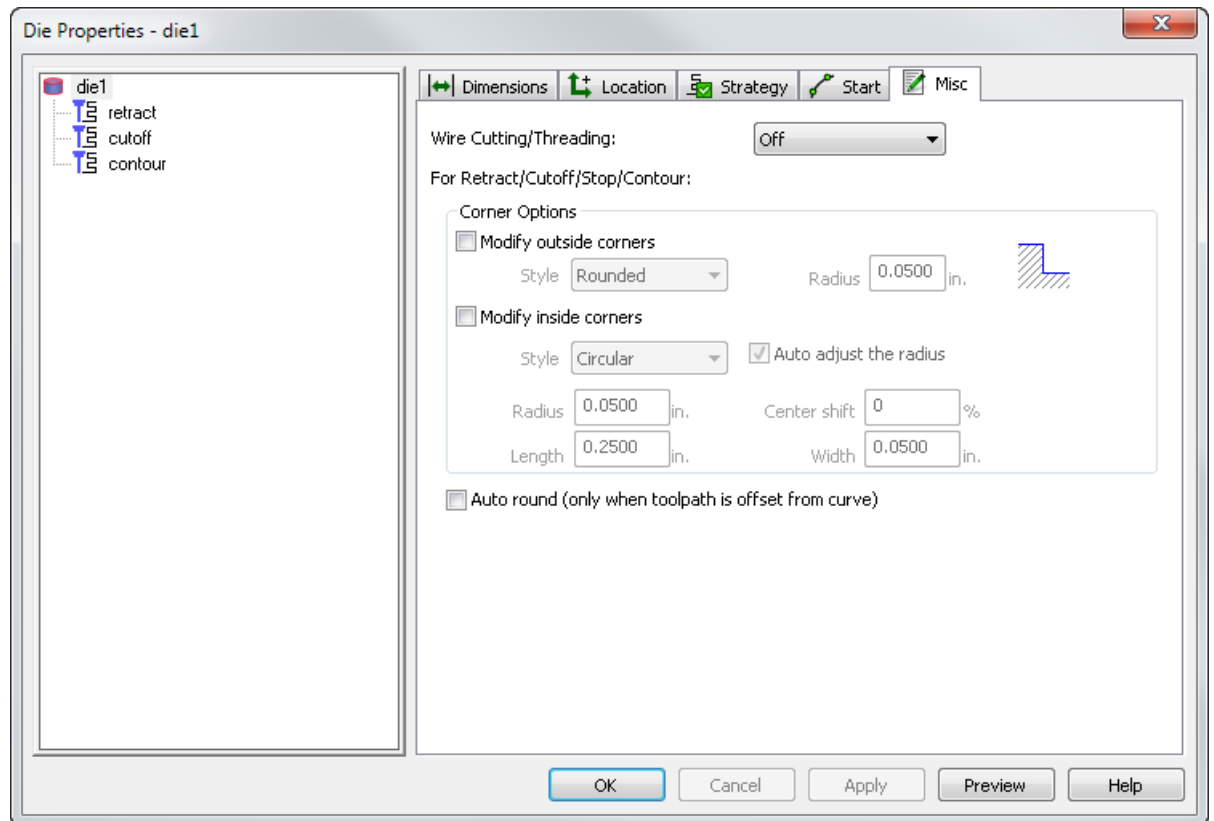 Die Properties - die1
X
die1
retract
cutoff
contour
Dimensions Location Strategy Start Misc
Wire Cutting/Threading: Off
For Retract/Cutoff/Stop/Contour:
Corner Options
Modify outside corners
Style Rounded Radius 0.0500 in.
Modify inside corners
Style Circular Auto adjust the radius
Radius 0.0500 in. Center shift 0 %
Length 0.2500 in. Width 0.0500 in.
Auto round (only when toolpath is offset from curve)
OK Cancel Apply Preview Help